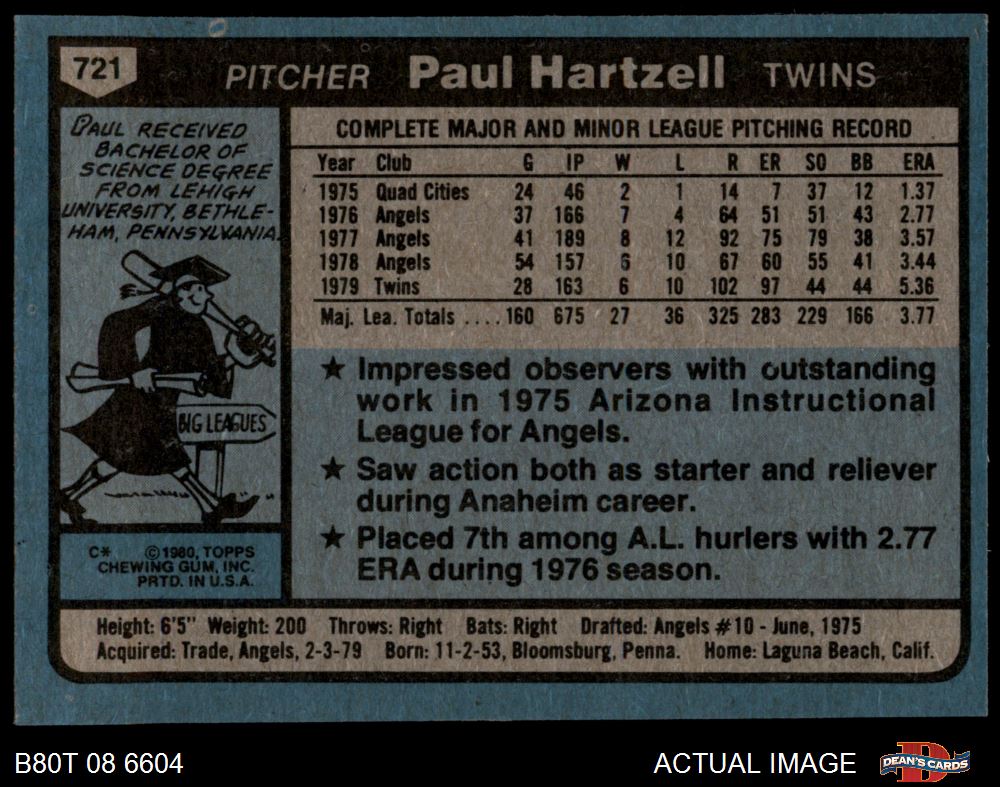 721 PITCHER Paul Hartzell TWINS
PAUL RECEIVED
BACHELOR OF
SCIENCE DEGREE
FROM LEHIGH
UNIVERSITY, BETHLE-
HAM, PENNSYLVANIA.
BIG LEAGUES
C* ©1980, TOPPS
CHEWING GUM, INC.
PRTD. IN U.S.A.
COMPLETE MAJOR AND MINOR LEAGUE PITCHING RECORD
Year Club G IP W L R ER SO BB ERA
1975 Quad Cities 24 46 2 1 14 7 37 12 1.37
1976 Angels 37 166 7 4 64 51 51 43 2.77
1977 Angels 41 189 8 12 92 75 79 38 3.57
1978 Angels 54 157 6 10 67 60 55 41 3.44
1979 Twins 28 163 6 10 102 97 44 44 5.36
Maj. Lea. Totals ....160 675 27 36 325 283 229 166 3.77
★ Impressed observers with outstanding
work in 1975 Arizona Instructional
League for Angels.
★ Saw action both as starter and reliever
during Anaheim career.
★ Placed 7th among A.L. hurlers with 2.77
ERA during 1976 season.
Height: 6'5" Weight: 200 Throws: Right Bats: Right Drafted: Angels #10 - June, 1975
Acquired: Trade, Angels, 2-3-79 Born: 11-2-53, Bloomsburg, Penna. Home: Laguna Beach, Calif.
B80T 08 6604 ACTUAL IMAGE DEAN'S CARDS